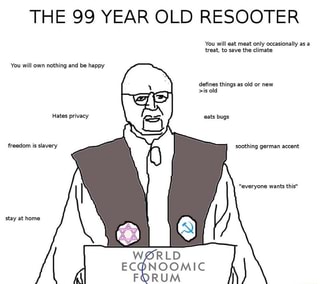 THE 99 YEAR OLD RESOOTER
You will eat meat only occasionally as a
treat, to save the climate
You will own nothing and be happy
defines things as old or new
>is old
Hates privacy
eats bugs
freedom is slavery
soothing german accent
"everyone wants this"
stay at home
WORLD
ECONOOMIC
FORUM